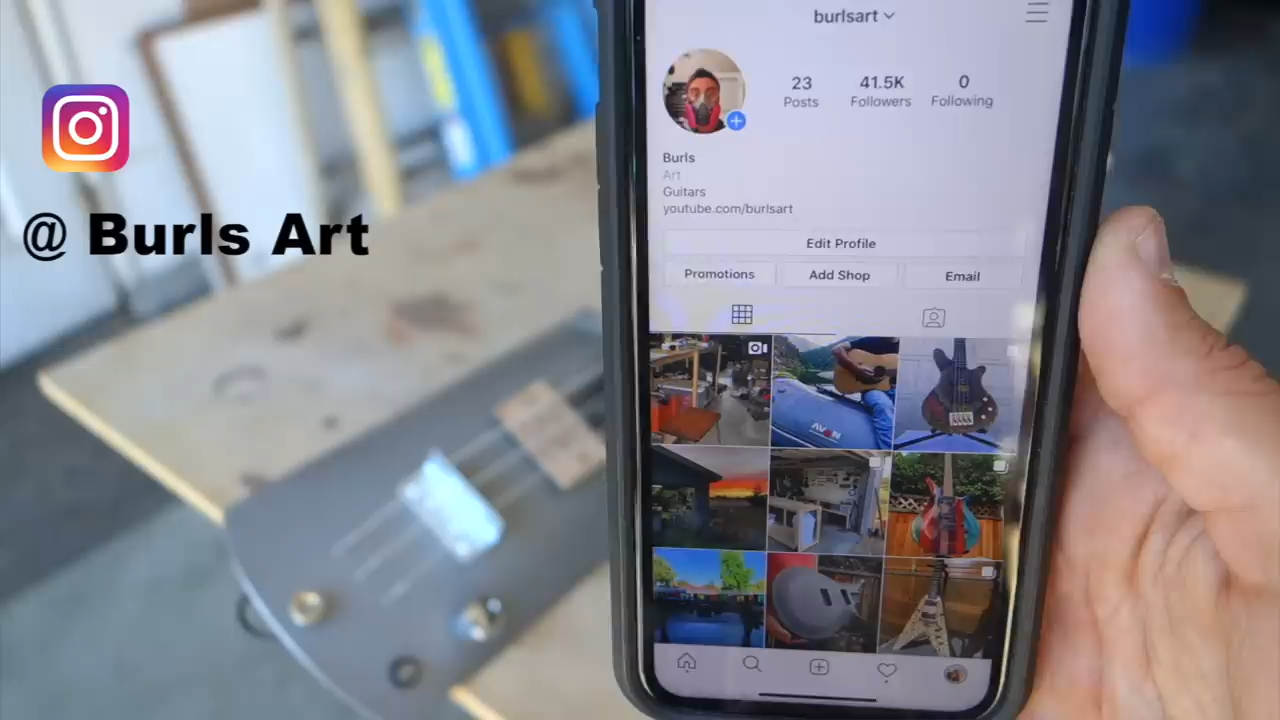 burlsart
23
Posts
41.5K
Followers
0
Following
Burls
Art
Guitars
youtube.com/burlsart
Edit Profile
Promotions
Add Shop
Email
AVON
@ Burls Art